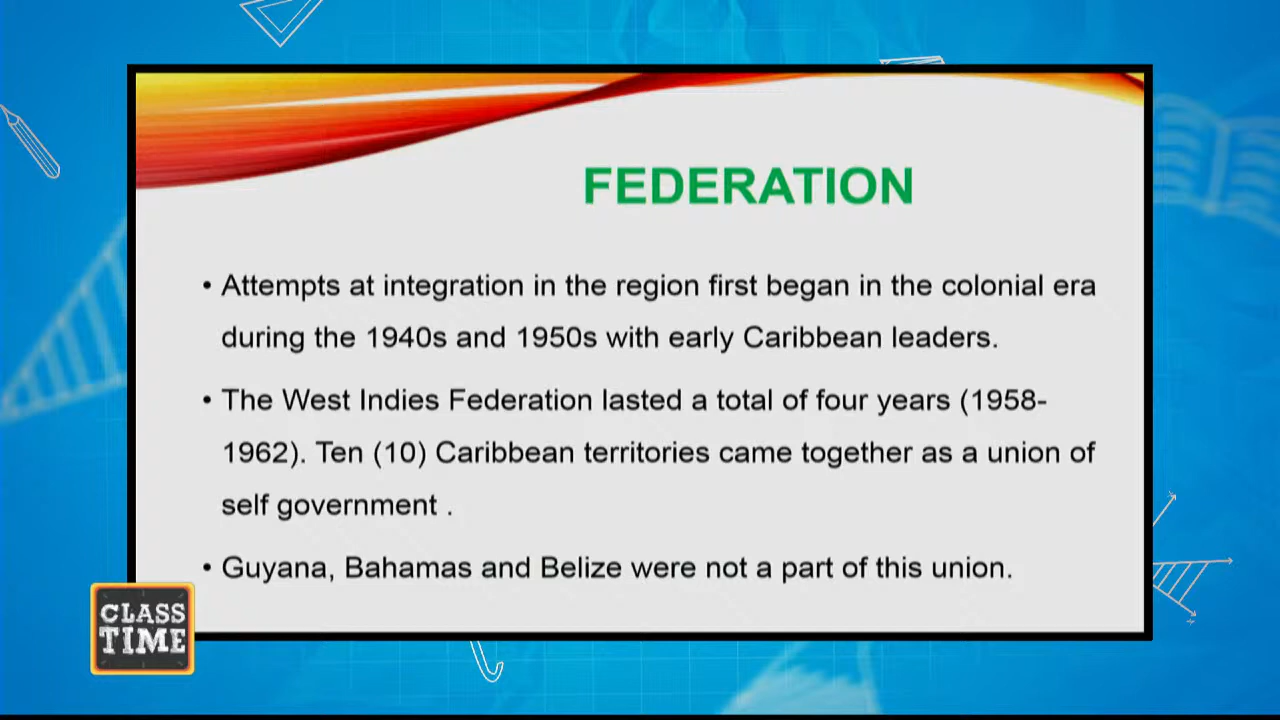 FEDERATION
• Attempts at integration in the region first began in the colonial era
during the 1940s and 1950s with early Caribbean leaders.
• The West Indies Federation lasted a total of four years (1958-
1962). Ten (10) Caribbean territories came together as a union of
self government .
• Guyana, Bahamas and Belize were not a part of this union.
CLASS
TIME